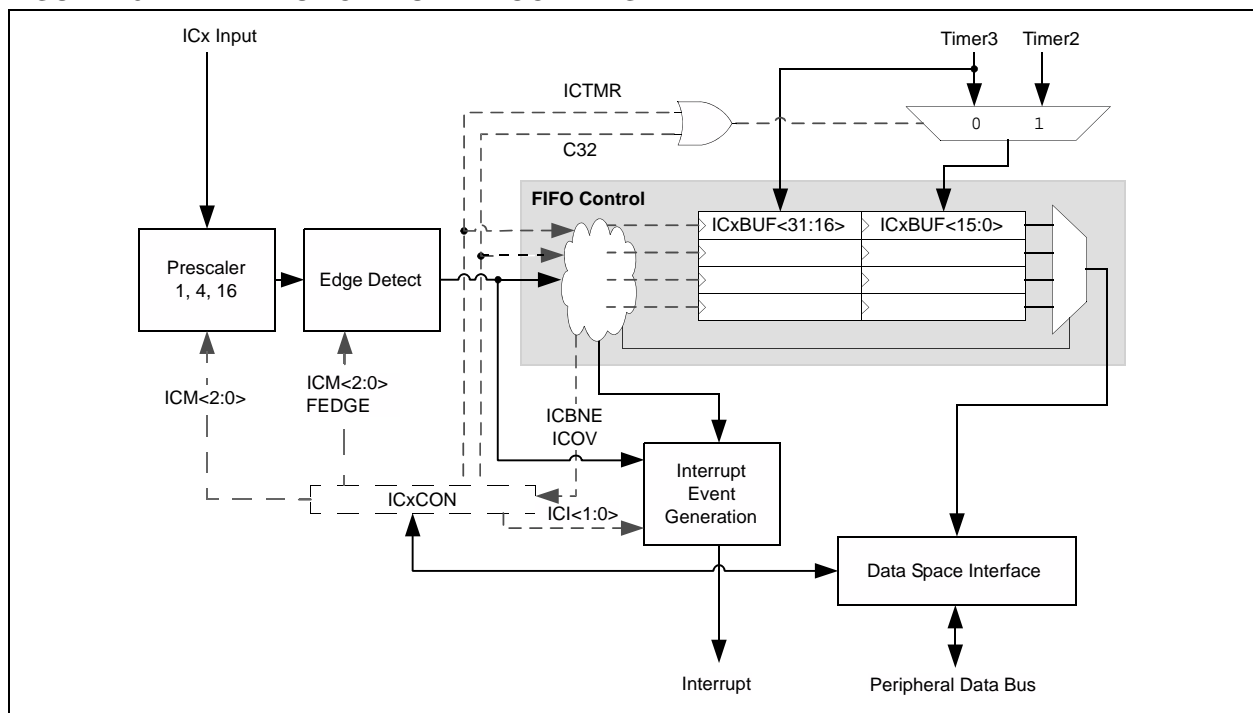 ICx Input
Timer3 Timer2
ICTMR
0 1
C32
FIFO Control
ICxBUF<31:16> ICxBUF<15:0>
Prescaler
1, 4, 16
Edge Detect
ICM<2:0>
ICM<2:0>
FEDGE
ICBNE
ICOV
Interrupt
Event
Generation
ICxCON
ICI<1:0>
Data Space Interface
Interrupt
Peripheral Data Bus